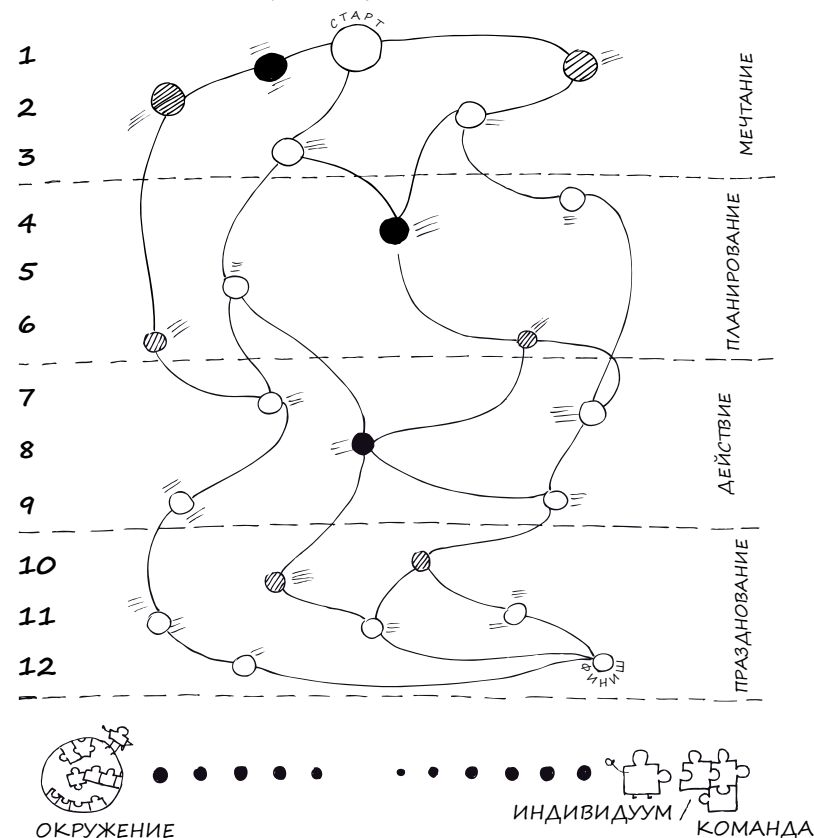 СТАРТ
1
2
3
МЕЧТАНИЕ
4
5
6
ПЛАНИРОВАНИЕ
7
8
9
ДЕЙСТВИЕ
10
11
12
ПРАЗДНОВАНИЕ
ФИНИШ
ОКРУЖЕНИЕ
ИНДИВИДУУМ /
КОМАНДА